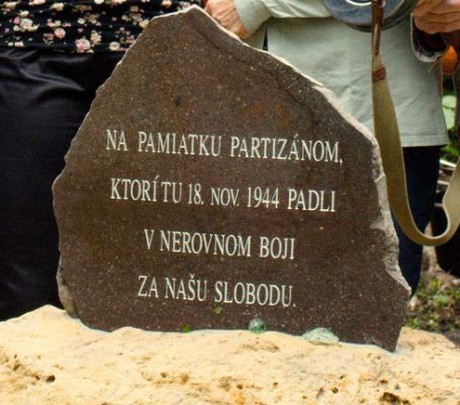 NA PAMIATKU PARTIZÁNOM,
KTORÍ TU 18. NOV. 1944 PADLI
V NEROVNOM BOJI
ZA NAŠU SLOBODU.